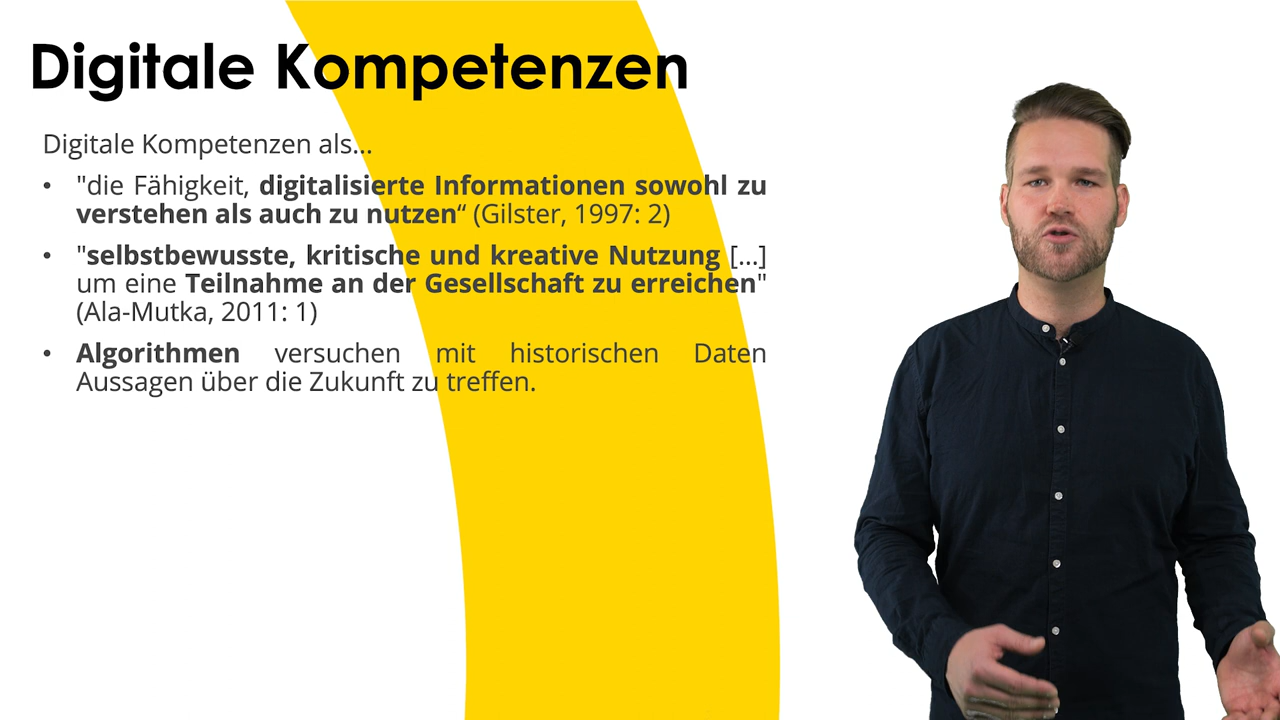 Digitale Kompetenzen
Digitale Kompetenzen als...
• "die Fähigkeit, digitalisierte Informationen sowohl zu
verstehen als auch zu nutzen“ (Gilster, 1997: 2)
• "selbstbewusste, kritische und kreative Nutzung [...]
um eine Teilnahme an der Gesellschaft zu erreichen"
(Ala-Mutka, 2011: 1)
• Algorithmen versuchen mit historischen Daten
Aussagen über die Zukunft zu treffen.